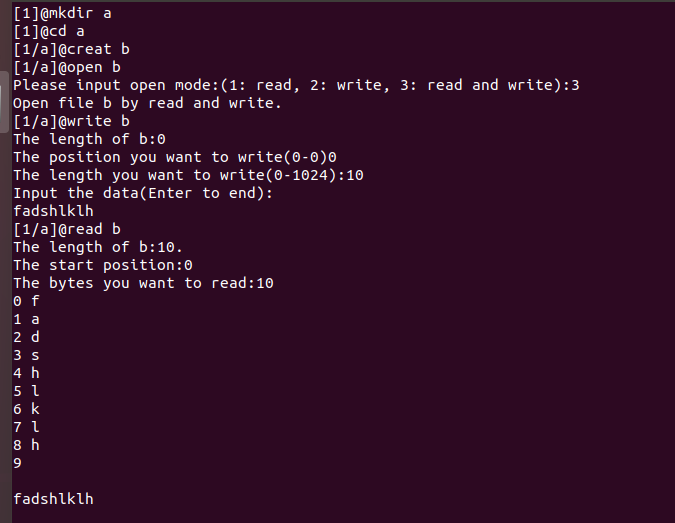 [1]@mkdir a
[1]@cd a
[1/a]@creat b
[1/a]@open b
Please input open mode:(1: read, 2: write, 3: read and write):3
Open file b by read and write.
[1/a]@write b
The length of b:0
The position you want to write(0-0)0
The length you want to write(0-1024):10
Input the data(Enter to end):
fadshlklh
[1/a]@read b
The length of b:10.
The start position:0
The bytes you want to read:10
0 f
1 a
2 d
3 s
4 h
5 l
6 k
7 l
8 h
9
fadshlklh